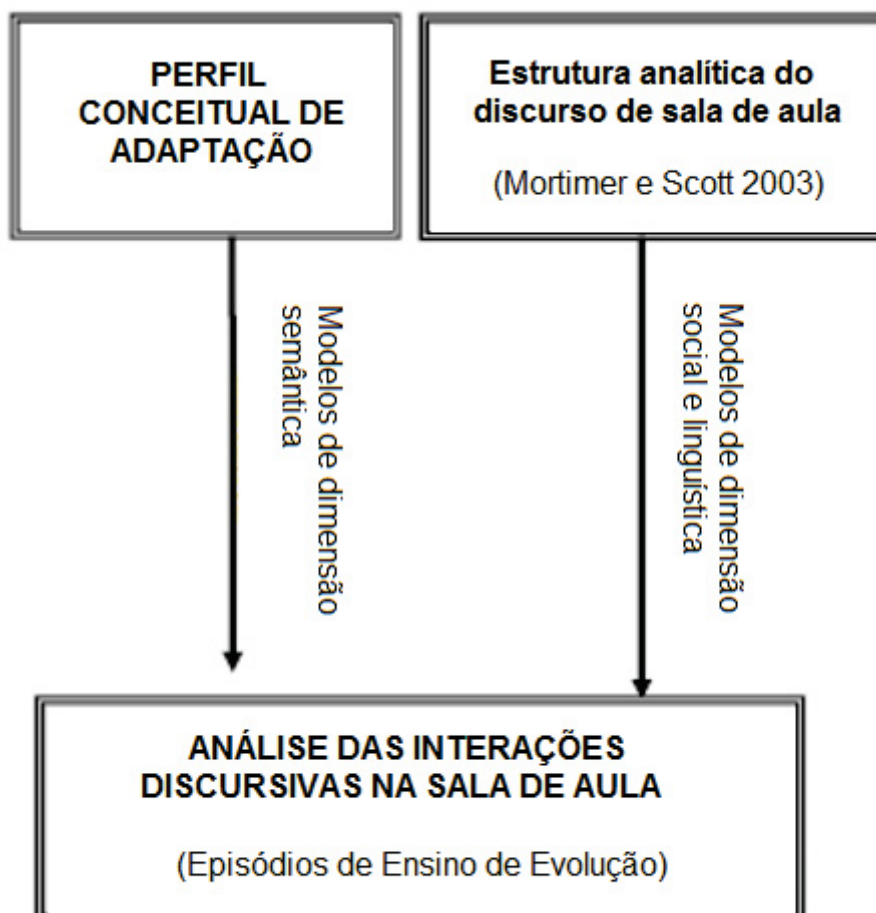 PERFIL
CONCEITUAL DE
ADAPTAÇÃO
Estrutura analítica do
discurso de sala de aula
(Mortimer e Scott 2003)
Modelos de dimensão
semântica
Modelos de dimensão
social e linguística
ANÁLISE DAS INTERAÇÕES
DISCURSIVAS NA SALA DE AULA
(Episódios de Ensino de Evolução)